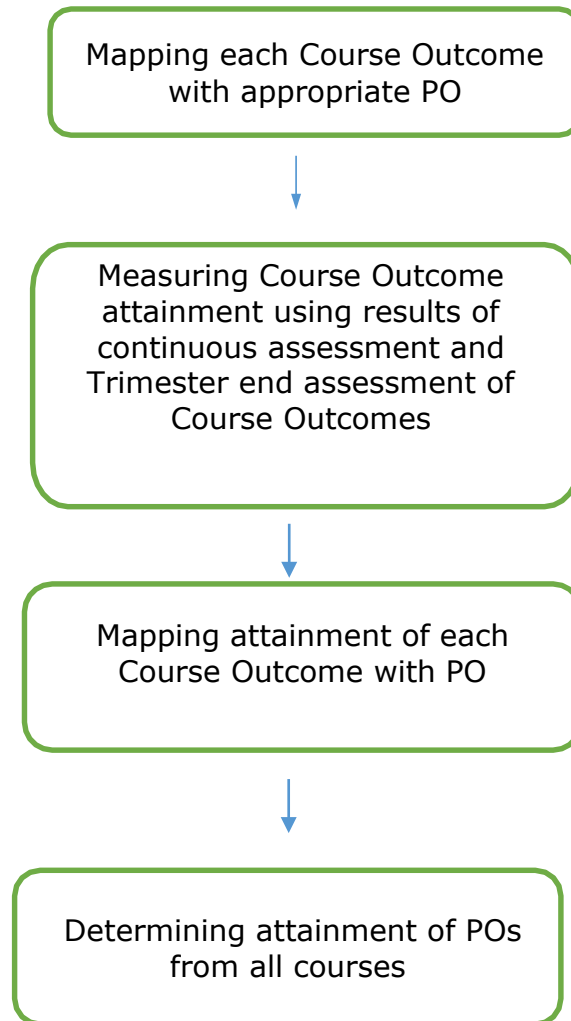 Mapping each Course Outcome
with appropriate PO
Measuring Course Outcome
attainment using results of
continuous assessment and
Trimester end assessment of
Course Outcomes
Mapping attainment of each
Course Outcome with PO
Determining attainment of POs
from all courses